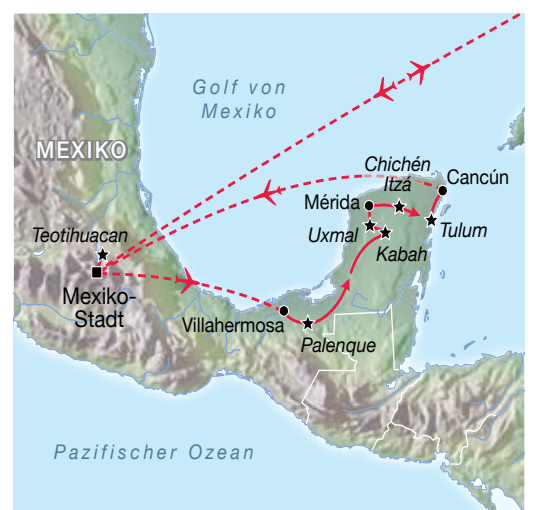 Golf von
Mexiko
MEXIKO
Chichén
Itzá
Cancún
Mérida
Teotihuacan
Uxmal
Tulum
Kabah
Mexiko-
Stadt
Villahermosa
Palenque
Pazifischer Ozean